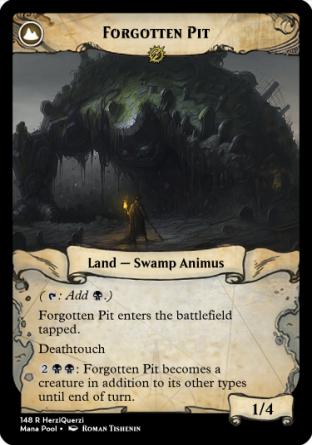 Forgotten Pit
Land — Swamp Animus
( : Add .)
Forgotten Pit enters the battlefield
tapped.
Deathtouch
2 : Forgotten Pit becomes a
creature in addition to its other types
until end of turn.
1/4
148 R HerziQuerzi
Mana Pool • Roman Tishenin